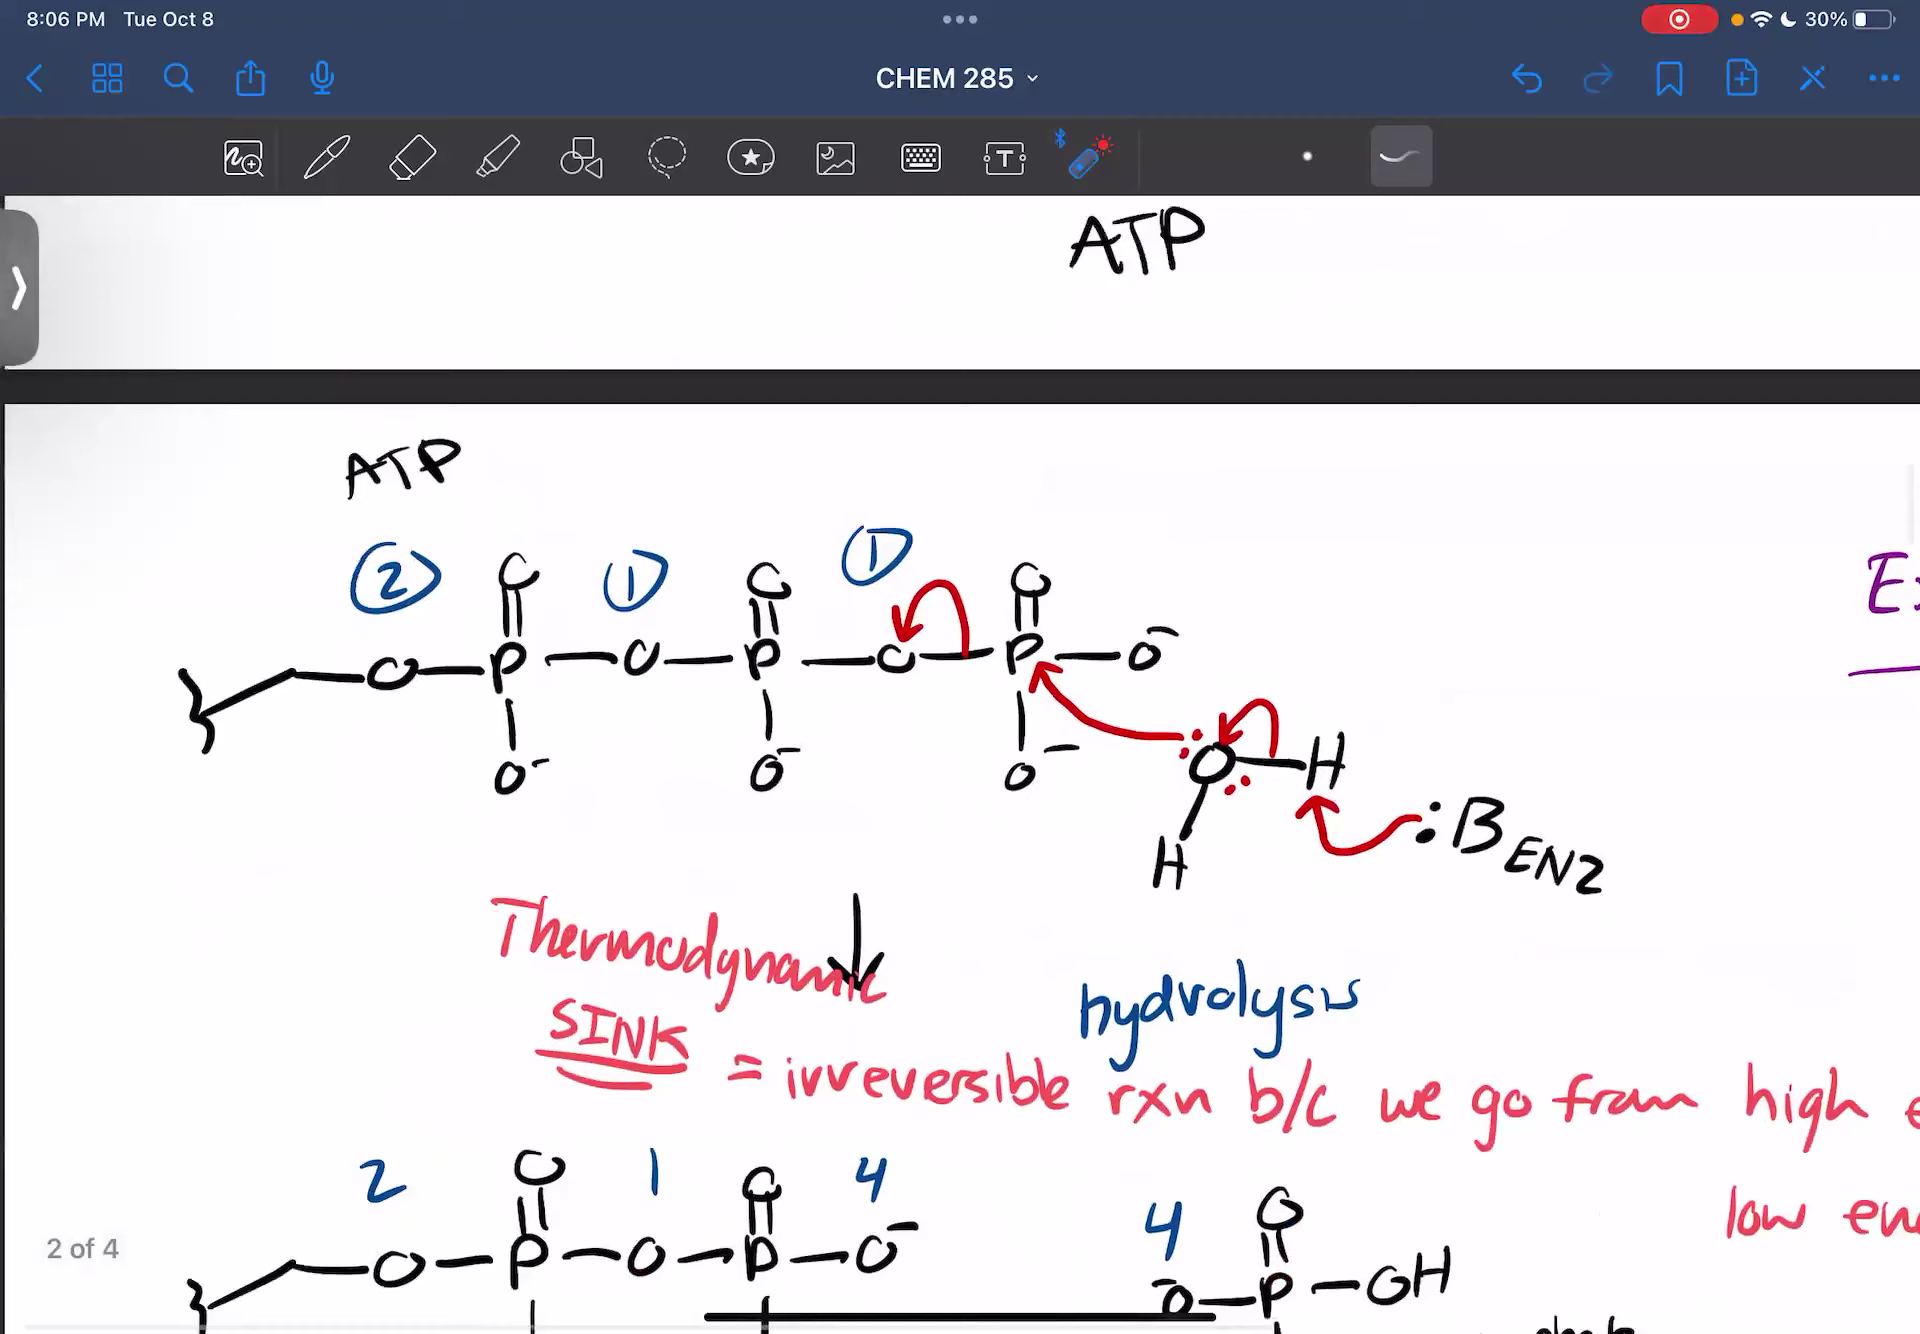 8:06 PM Tue Oct 8
30%
CHEM 285
T
ATP
ATP
2 O 1 O 1 O
O P O P O P O⁻
O⁻ O⁻ O⁻
O H
H
:B ENZ
Thermodynamic
SINK
hydrolysis
= irreversible rxn b/c we go from high
low
2 O 1 O 4
O P O P O⁻
4 O
⁻O P OH
2 of 4